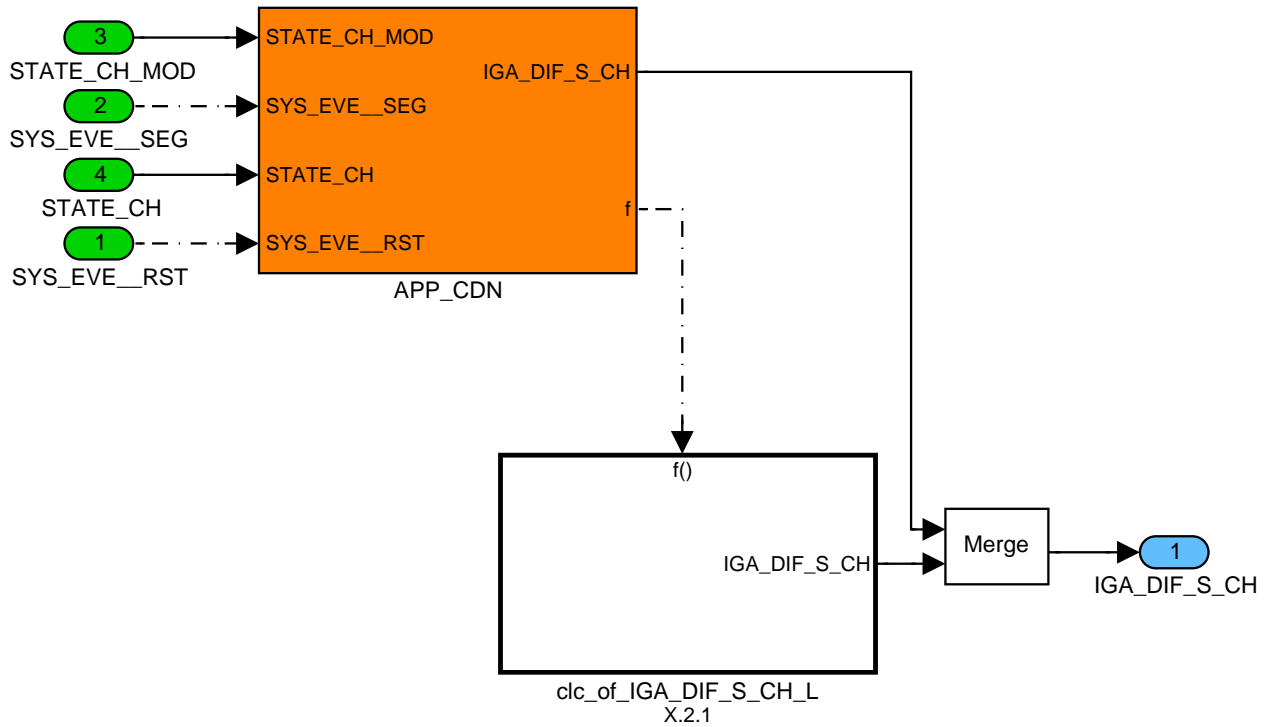 3
STATE_CH_MOD
2
SYS_EVE__SEG
4
STATE_CH
1
SYS_EVE__RST
STATE_CH_MOD
IGA_DIF_S_CH
SYS_EVE__SEG
STATE_CH
f
SYS_EVE__RST
APP_CDN
f()
IGA_DIF_S_CH
clc_of_IGA_DIF_S_CH_L
X.2.1
Merge
1
IGA_DIF_S_CH